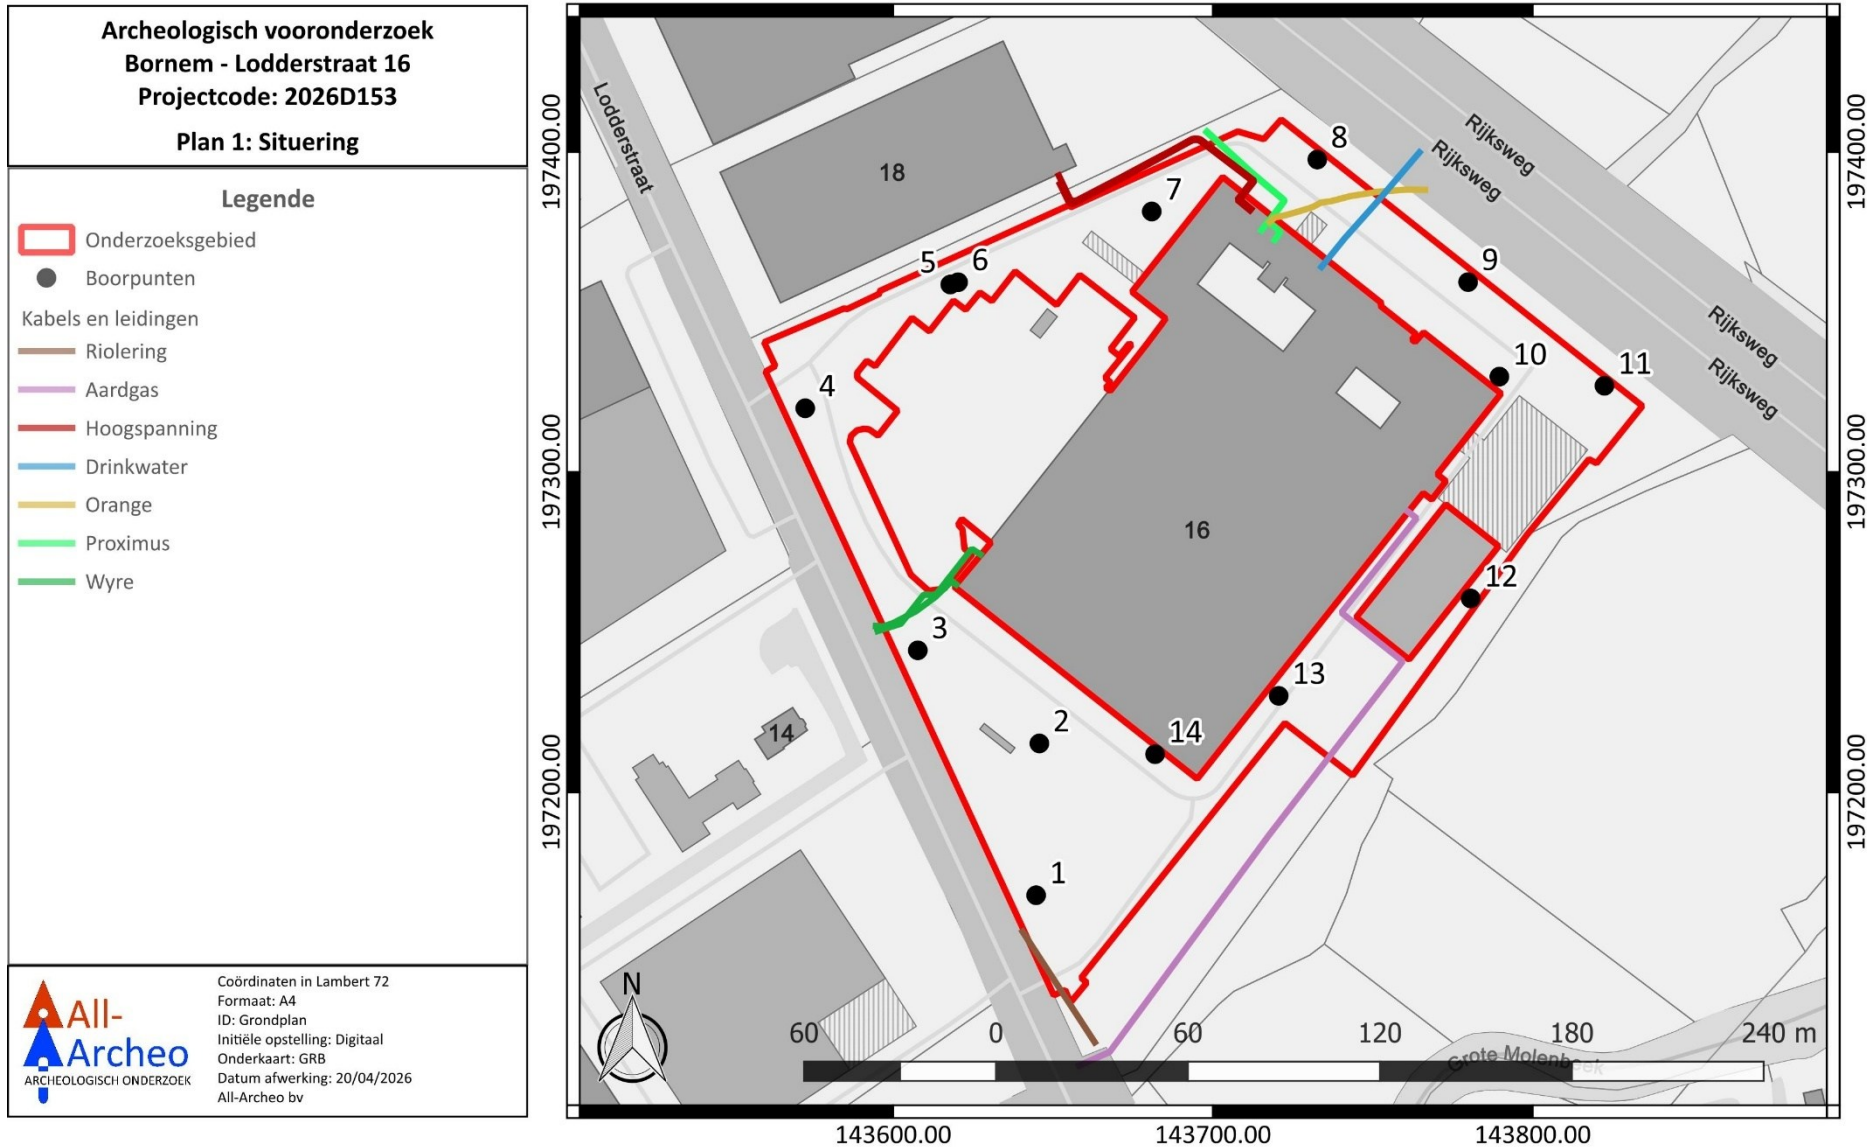 Archeologisch vooronderzoek
Bornem - Lodderstraat 16
Projectcode: 2026D153
Plan 1: Situering
Legende
Onderzoeksgebied
Boorpunten
Kabels en leidingen
Riolering
Aardgas
Hoogspanning
Drinkwater
Orange
Proximus
Wyre
All-
Archeo
ARCHEOLOGISCH ONDERZOEK
Coördinaten in Lambert 72
Formaat: A4
ID: Grondplan
Initiële opstelling: Digitaal
Onderkaart: GRB
Datum afwerking: 20/04/2026
All-Archeo bv
197400.00
197300.00
197200.00
Lodderstraat
18
8
Rijksweg
Rijksweg
7
5
6
9
Rijksweg
Rijksweg
10
11
4
16
12
3
13
2
14
14
1
N
60
0
60
120
180
240 m
Grote Molenbeek
197400.00
197300.00
197200.00
143600.00
143700.00
143800.00